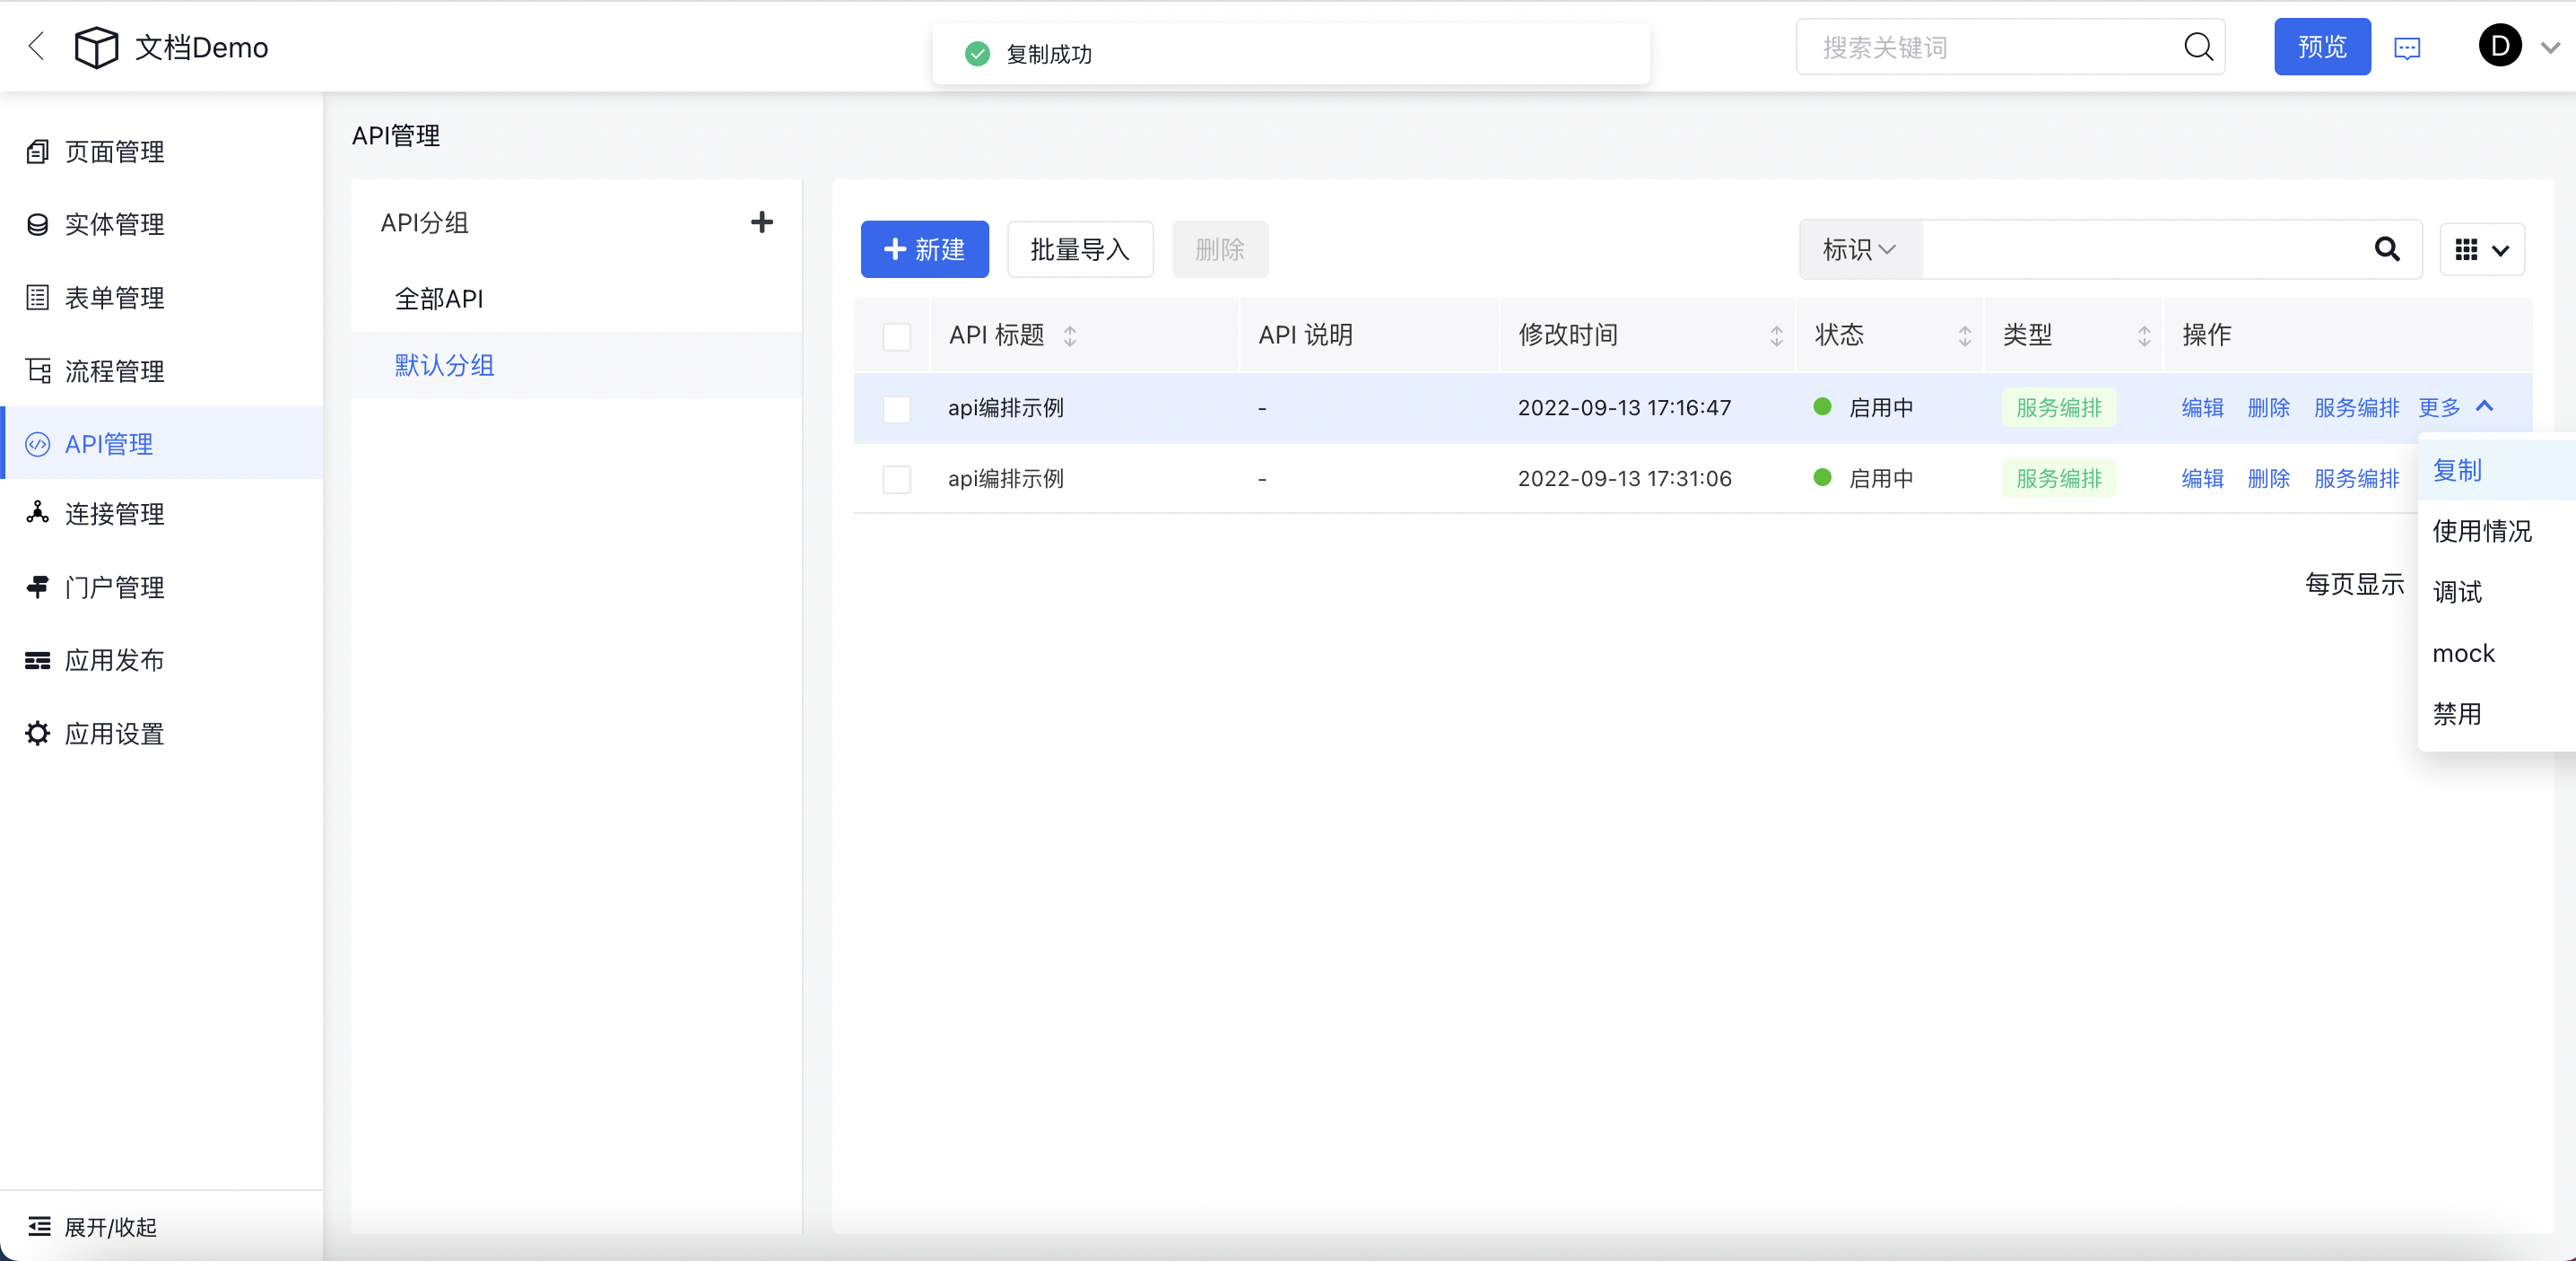 文档Demo
复制成功
搜索关键词
预览
D
页面管理
实体管理
表单管理
流程管理
API管理
连接管理
门户管理
应用发布
应用设置
展开/收起
API管理
API分组
全部API
默认分组
新建
批量导入
删除
标识
API 标题
API 说明
修改时间
状态
类型
操作
api编排示例 - 2022-09-13 17:16:47 启用中 服务编排 编辑 删除 服务编排 更多
api编排示例 - 2022-09-13 17:31:06 启用中 服务编排 编辑 删除 服务编排
复制
使用情况
调试
mock
禁用
每页显示